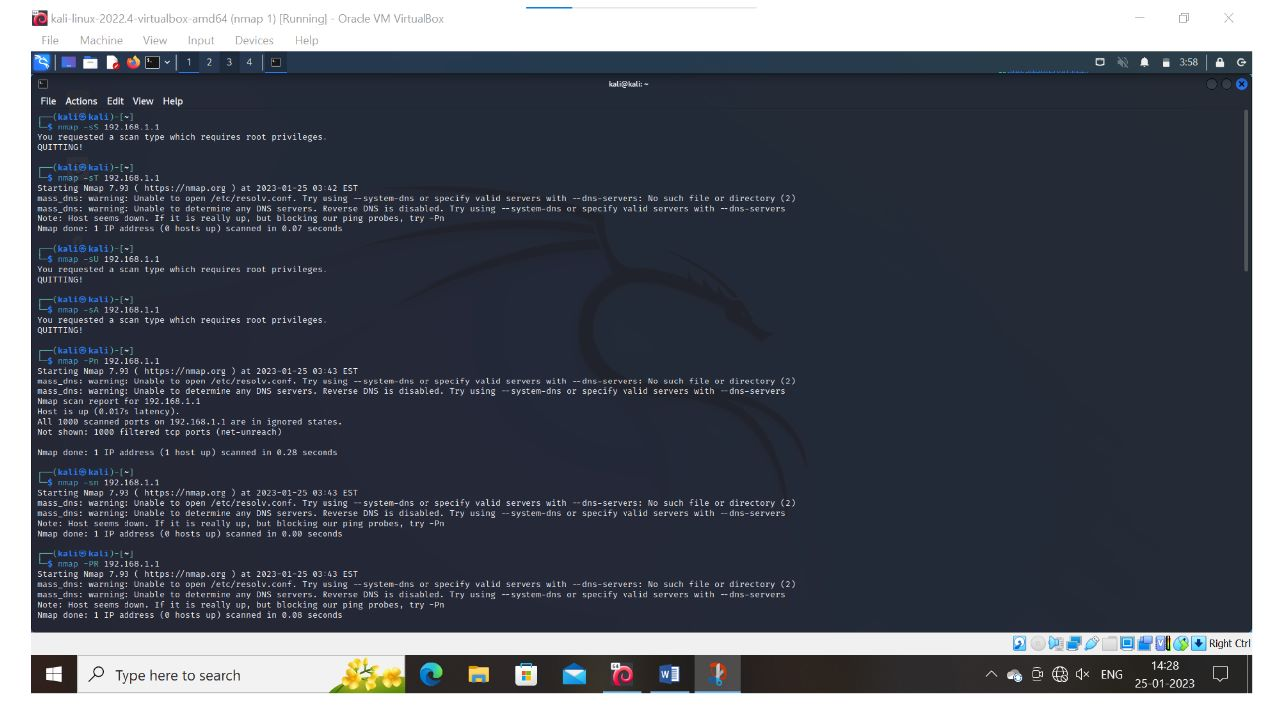 kali-linux-2022.4-virtualbox-amd64 (nmap 1) [Running] - Oracle VM VirtualBox
File Machine View Input Devices Help
1 2 3 4 3:58
kali@kali: ~
File Actions Edit View Help
(kali㉿kali)-[~]
$ nmap -sS 192.168.1.1
You requested a scan type which requires root privileges.
QUITTING!
(kali㉿kali)-[~]
$ nmap -sT 192.168.1.1
Starting Nmap 7.93 ( https://nmap.org ) at 2023-01-25 03:42 EST
mass_dns: warning: Unable to open /etc/resolv.conf. Try using --system-dns or specify valid servers with --dns-servers: No such file or directory (2)
mass_dns: warning: Unable to determine any DNS servers. Reverse DNS is disabled. Try using --system-dns or specify valid servers with --dns-servers
Note: Host seems down. If it is really up, but blocking our ping probes, try -Pn
Nmap done: 1 IP address (0 hosts up) scanned in 0.07 seconds
(kali㉿kali)-[~]
$ nmap -sU 192.168.1.1
You requested a scan type which requires root privileges.
QUITTING!
(kali㉿kali)-[~]
$ nmap -sA 192.168.1.1
You requested a scan type which requires root privileges.
QUITTING!
(kali㉿kali)-[~]
$ nmap -Pn 192.168.1.1
Starting Nmap 7.93 ( https://nmap.org ) at 2023-01-25 03:43 EST
mass_dns: warning: Unable to open /etc/resolv.conf. Try using --system-dns or specify valid servers with --dns-servers: No such file or directory (2)
mass_dns: warning: Unable to determine any DNS servers. Reverse DNS is disabled. Try using --system-dns or specify valid servers with --dns-servers
Nmap scan report for 192.168.1.1
Host is up (0.017s latency).
All 1000 scanned ports on 192.168.1.1 are in ignored states.
Not shown: 1000 filtered tcp ports (net-unreach)
Nmap done: 1 IP address (1 host up) scanned in 0.28 seconds
(kali㉿kali)-[~]
$ nmap -sn 192.168.1.1
Starting Nmap 7.93 ( https://nmap.org ) at 2023-01-25 03:43 EST
mass_dns: warning: Unable to open /etc/resolv.conf. Try using --system-dns or specify valid servers with --dns-servers: No such file or directory (2)
mass_dns: warning: Unable to determine any DNS servers. Reverse DNS is disabled. Try using --system-dns or specify valid servers with --dns-servers
Note: Host seems down. If it is really up, but blocking our ping probes, try -Pn
Nmap done: 1 IP address (0 hosts up) scanned in 0.00 seconds
(kali㉿kali)-[~]
$ nmap -PR 192.168.1.1
Starting Nmap 7.93 ( https://nmap.org ) at 2023-01-25 03:43 EST
mass_dns: warning: Unable to open /etc/resolv.conf. Try using --system-dns or specify valid servers with --dns-servers: No such file or directory (2)
mass_dns: warning: Unable to determine any DNS servers. Reverse DNS is disabled. Try using --system-dns or specify valid servers with --dns-servers
Note: Host seems down. If it is really up, but blocking our ping probes, try -Pn
Nmap done: 1 IP address (0 hosts up) scanned in 0.08 seconds
Right Ctrl
Type here to search
ENG
14:28
25-01-2023